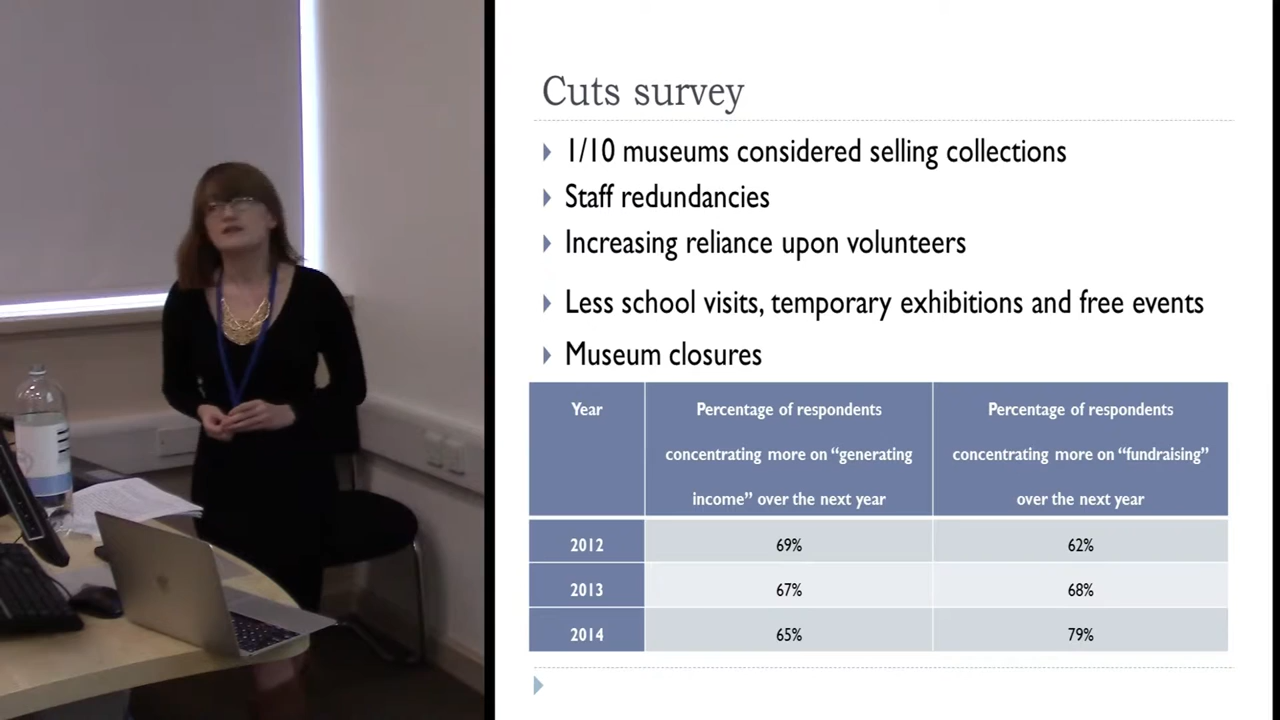 Cuts survey
1/10 museums considered selling collections
Staff redundancies
Increasing reliance upon volunteers
Less school visits, temporary exhibitions and free events
Museum closures
Year
Percentage of respondents
concentrating more on “generating
income” over the next year
Percentage of respondents
concentrating more on “fundraising”
over the next year
2012 69% 62%
2013 67% 68%
2014 65% 79%